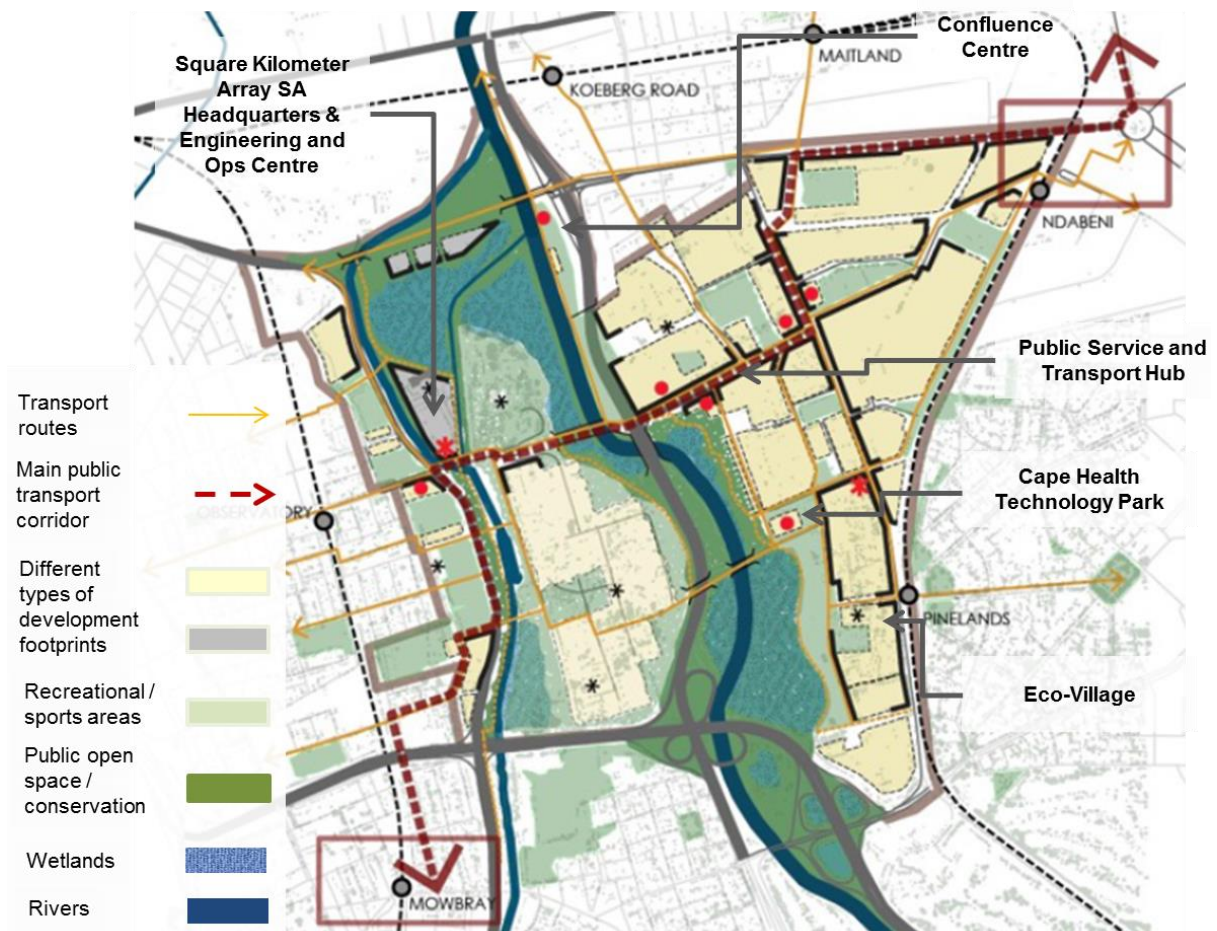 Square Kilometer
Array SA
Headquarters &
Engineering and
Ops Centre
Confluence
Centre
MAITLAND
KOEBERG ROAD
NDABENI
Public Service and
Transport Hub
Cape Health
Technology Park
PINELANDS
Eco-Village
OBSERVATORY
MOWBRAY
Transport
routes
Main public
transport
corridor
Different
types of
development
footprints
Recreational /
sports areas
Public open
space /
conservation
Wetlands
Rivers